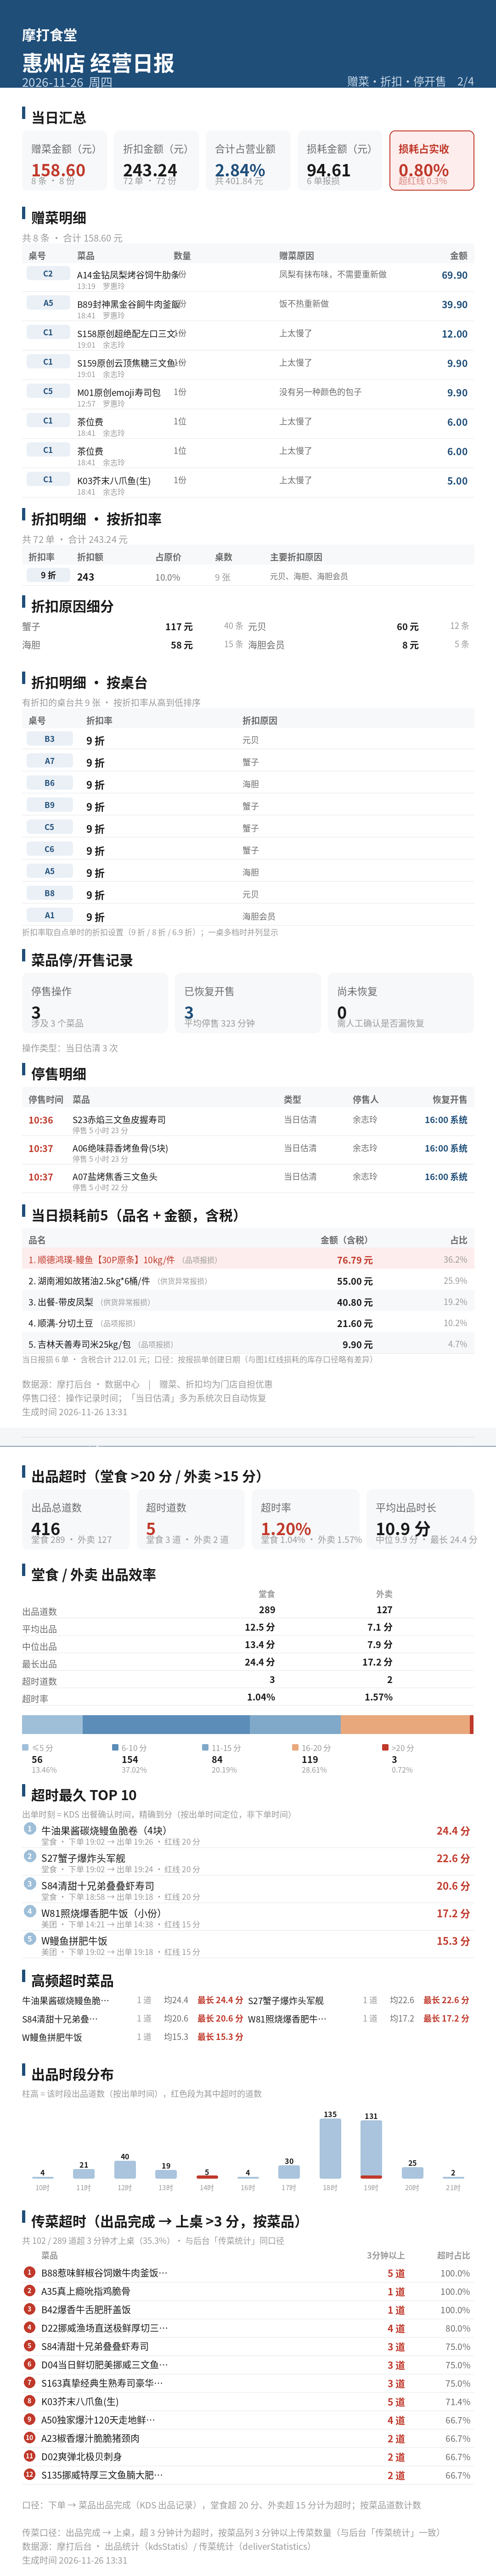 摩打食堂
惠州店 经营日报
2026-11-26 周四
赠菜·折扣·停开售 2/4
当日汇总
赠菜金额（元） 折扣金额（元） 合计占营业额 损耗金额（元） 损耗占实收
158.60 243.24 2.84% 94.61 0.80%
8 条 · 8 份 72 单 · 72 份 共 401.84 元 6 单报损 超红线 0.3%
赠菜明细
共 8 条 · 合计 158.60 元
桌号 菜品 数量 赠菜原因 金额
C2 A14金钻凤梨烤谷饲牛肋条 份 凤梨有抹布味，不需要重新做 69.90
13:19 罗惠玲
A5 B89封神黑金谷飼牛肉釜飯 份 饭不热重新做 39.90
18:41 罗惠玲
C1 S158原创超绝配左口三文 份 上太慢了 12.00
19:01 余志玲
C1 S159原创云顶焦糖三文鱼 份 上太慢了 9.90
19:01 余志玲
C5 M01原创emoji寿司包 1份 没有另一种颜色的包子 9.90
12:57 罗惠玲
C1 茶位费 1位 上太慢了 6.00
18:41 余志玲
C1 茶位费 1位 上太慢了 6.00
18:41 余志玲
C1 K03芥末八爪鱼(生) 1份 上太慢了 5.00
18:41 余志玲
折扣明细 · 按折扣率
共 72 单 · 合计 243.24 元
折扣率 折扣额 占原价 桌数 主要折扣原因
9 折 243 10.0% 9 张 元贝、海胆、海胆会员
折扣原因细分
蟹子 117 元 40 条 元贝 60 元 12 条
海胆 58 元 15 条 海胆会员 8 元 5 条
折扣明细 · 按桌台
有折扣的桌台共 9 张 · 按折扣率从高到低排序
桌号 折扣率 折扣原因
B3 9 折 元贝
A7 9 折 蟹子
B6 9 折 海胆
B9 9 折 蟹子
C5 9 折 蟹子
C6 9 折 蟹子
A5 9 折 海胆
B8 9 折 元贝
A1 9 折 海胆会员
折扣率取自点单时的折扣设置（9 折 / 8 折 / 6.9 折）；一桌多档时并列显示
菜品停/开售记录
停售操作 已恢复开售 尚未恢复
3 3 0
涉及 3 个菜品 平均停售 323 分钟 需人工确认是否漏恢复
操作类型：当日估清 3 次
停售明细
停售时间 菜品 类型 停售人 恢复开售
10:36 S23赤焰三文鱼皮握寿司 当日估清 余志玲 16:00 系统
停售 5 小时 23 分
10:37 A06绝味蒜香烤鱼骨(5块) 当日估清 余志玲 16:00 系统
停售 5 小时 23 分
10:37 A07盐烤焦香三文鱼头 当日估清 余志玲 16:00 系统
停售 5 小时 22 分
当日损耗前5（品名 + 金额，含税）
品名 金额（含税） 占比
1. 顺德鸿璞-鳗鱼【30P原条】10kg/件 （品项报损） 76.79 元 36.2%
2. 湖南湘如故猪油2.5kg*6桶/件 （供货异常报损） 55.00 元 25.9%
3. 出餐-带皮凤梨 （供货异常报损） 40.80 元 19.2%
4. 顺分-满分土豆 （品项报损） 21.60 元 10.2%
5. 吉林天善寿司米25kg/包 （品项报损） 9.90 元 4.7%
当日报损 6 单 · 含税合计 212.01 元；口径：按报损单创建日期（与图1红线损耗的库存口径略有差异）
数据源：摩打后台 · 数据中心 ｜ 赠菜、折扣均为门店自担优惠
停售口径：操作记录时间；「当日估清」多为系统次日自动恢复
生成时间 2026-11-26 13:31
出品超时（堂食 >20 分 / 外卖 >15 分）
出品总道数 超时道数 超时率 平均出品时长
416 5 1.20% 10.9 分
堂食 289 · 外卖 127 堂食 3 道 · 外卖 2 道 堂食 1.04% · 外卖 1.57% 中位 9.9 分 · 最长 24.4 分
堂食 / 外卖 出品效率
堂食 外卖
出品道数 289 127
平均出品 12.5 分 7.1 分
中位出品 13.4 分 7.9 分
最长出品 24.4 分 17.2 分
超时道数 3 2
超时率 1.04% 1.57%
≤5 分 6-10 分 11-15 分 16-20 分 >20 分
56 154 84 119 3
13.46% 37.02% 20.19% 28.61% 0.72%
超时最久 TOP 10
出单时刻 = KDS 出餐确认时间，精确到分（按出单时间定位，非下单时间）
1 牛油果酱碳烧鳗鱼脆卷（4块） 24.4 分
堂食 · 下单 19:02 → 出单 19:26 · 红线 20 分
2 S27蟹子爆炸头军舰 22.6 分
堂食 · 下单 19:02 → 出单 19:24 · 红线 20 分
3 S84清甜十兄弟叠叠虾寿司 20.6 分
堂食 · 下单 18:58 → 出单 19:18 · 红线 20 分
4 W81照烧爆香肥牛饭（小份） 17.2 分
美团 · 下单 14:21 → 出单 14:38 · 红线 15 分
5 W鳗鱼拼肥牛饭 15.3 分
美团 · 下单 19:02 → 出单 19:18 · 红线 15 分
高频超时菜品
牛油果酱碳烧鳗鱼脆… 1 道 均24.4 最长 24.4 分 S27蟹子爆炸头军舰 1 道 均22.6 最长 22.6 分
S84清甜十兄弟叠… 1 道 均20.6 最长 20.6 分 W81照烧爆香肥牛… 1 道 均17.2 最长 17.2 分
W鳗鱼拼肥牛饭 1 道 均15.3 最长 15.3 分
出品时段分布
柱高 = 该时段出品道数（按出单时间），红色段为其中超时的道数
4 21 40 19 5 4 30 135 131 25 2
10时 11时 12时 13时 14时 16时 17时 18时 19时 20时 21时
传菜超时（出品完成 → 上桌 >3 分，按菜品）
共 102 / 289 道超 3 分钟才上桌（35.3%）· 与后台「传菜统计」同口径
菜品 3分钟以上 超时占比
1 B88惹味鲜椒谷饲嫩牛肉釜饭… 5 道 100.0%
2 A35真上瘾吮指鸡脆骨 1 道 100.0%
3 B42爆香牛舌肥肝盖饭 1 道 100.0%
4 D22挪威渔场直送极鲜厚切三… 4 道 80.0%
5 S84清甜十兄弟叠叠虾寿司 3 道 75.0%
6 D04当日鲜切肥美挪威三文鱼… 3 道 75.0%
7 S163真挚经典生熟寿司豪华… 3 道 75.0%
8 K03芥末八爪鱼(生) 5 道 71.4%
9 A50独家爆汁120天走地鲜… 4 道 66.7%
10 A23椒香爆汁脆脆猪颈肉 2 道 66.7%
11 D02爽弹北极贝刺身 2 道 66.7%
12 S135挪威特厚三文鱼腩大肥… 2 道 66.7%
口径：下单 → 菜品出品完成（KDS 出品记录），堂食超 20 分、外卖超 15 分计为超时；按菜品道数计数
传菜口径：出品完成 → 上桌，超 3 分钟计为超时，按菜品列 3 分钟以上传菜数量（与后台「传菜统计」一致）
数据源：摩打后台 · 出品统计（kdsStatis）/ 传菜统计（deliverStatistics）
生成时间 2026-11-26 13:31